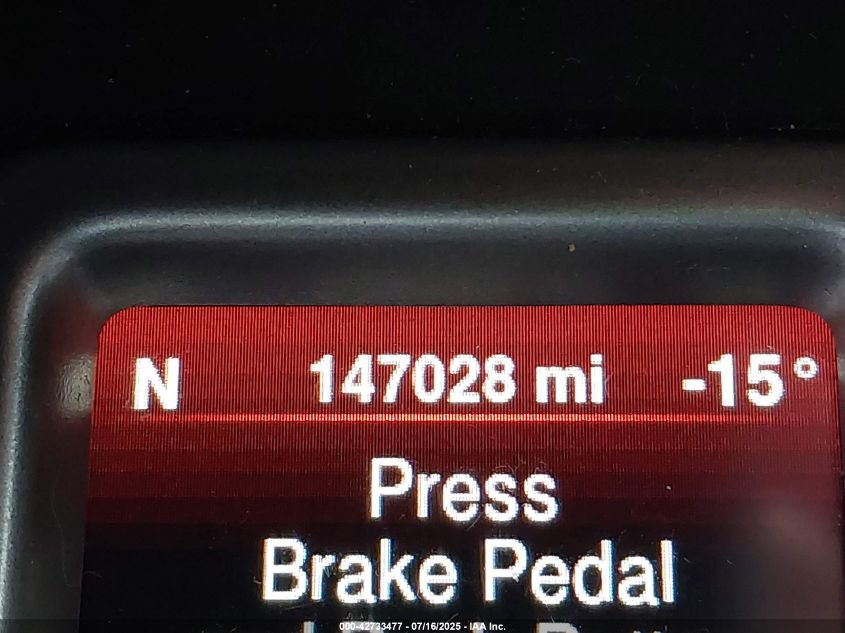 N 147028 mi -15°
Press
Brake Pedal
000-42733477 - 07/16/2025 - IAA Inc.